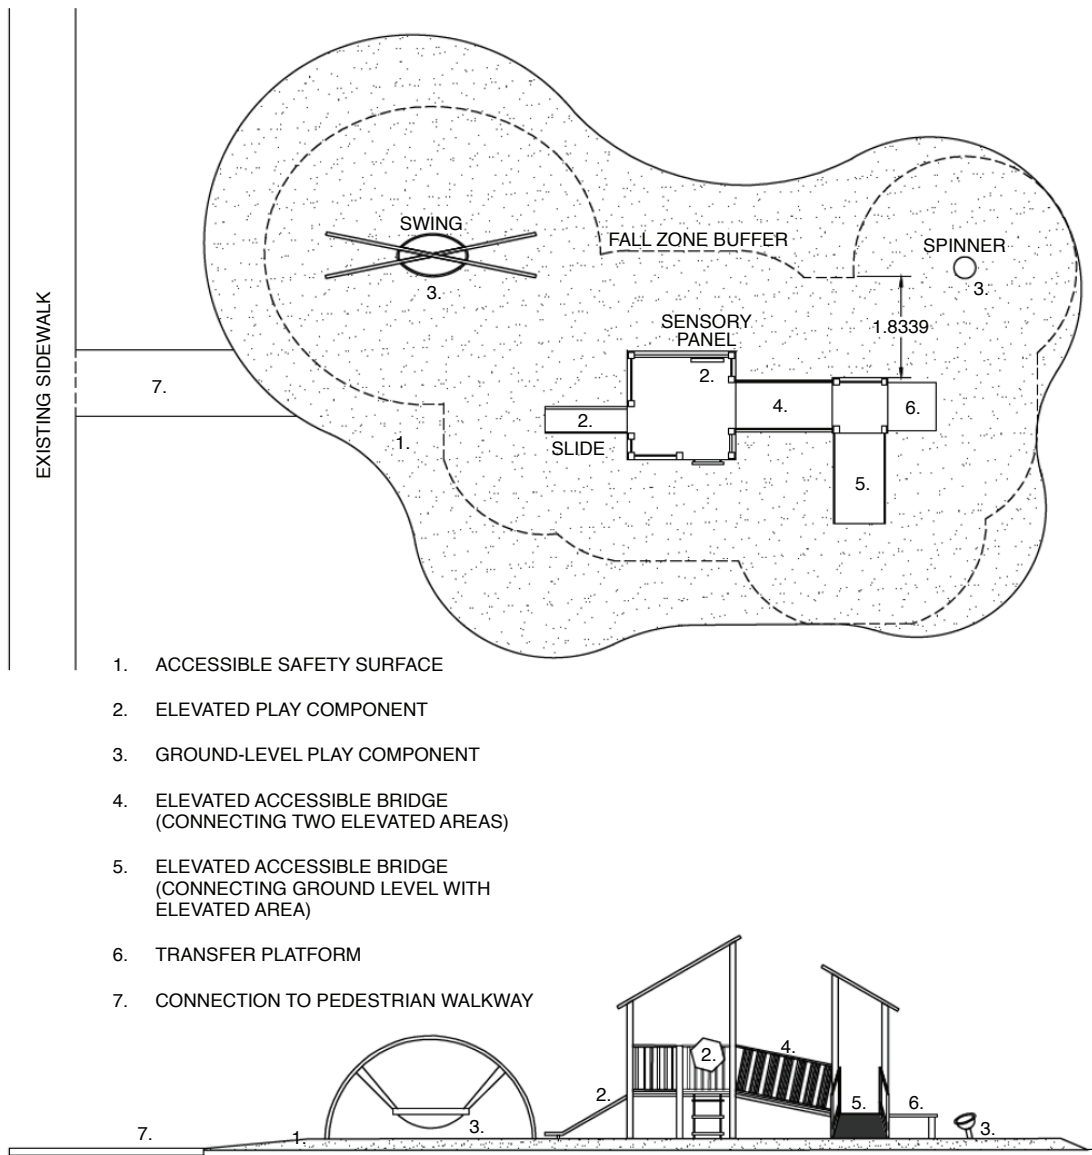 SWING
FALL ZONE BUFFER
SPINNER
3.
3.
EXISTING SIDEWALK
SENSORY
PANEL
1.8339
7.
2.
4.
6.
2.
1.
SLIDE
5.
1. ACCESSIBLE SAFETY SURFACE
2. ELEVATED PLAY COMPONENT
3. GROUND-LEVEL PLAY COMPONENT
4. ELEVATED ACCESSIBLE BRIDGE
(CONNECTING TWO ELEVATED AREAS)
5. ELEVATED ACCESSIBLE BRIDGE
(CONNECTING GROUND LEVEL WITH
ELEVATED AREA)
6. TRANSFER PLATFORM
7. CONNECTION TO PEDESTRIAN WALKWAY
2.
4.
2.
5.
6.
3.
3.
7.
1.